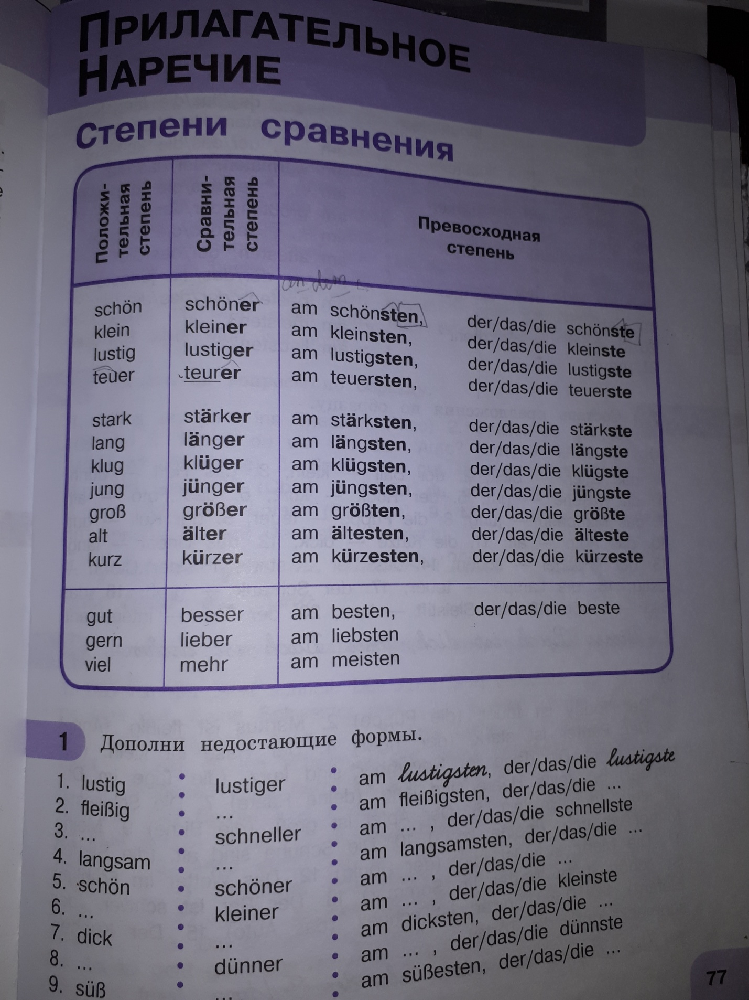 ПРИЛАГАТЕЛЬНОЕ
НАРЕЧИЕ
Степени сравнения
Положи-
тельная
степень
Сравни-
тельная
степень
Превосходная
степень
an dem
schön schöner am schönsten, der/das/die schönste
klein kleiner am kleinsten, der/das/die kleinste
lustig lustiger am lustigsten, der/das/die lustigste
teuer teurer am teuersten, der/das/die teuerste
stark stärker am stärksten, der/das/die stärkste
lang länger am längsten, der/das/die längste
klug klüger am klügsten, der/das/die klügste
jung jünger am jüngsten, der/das/die jüngste
groß größer am größten, der/das/die größte
alt älter am ältesten, der/das/die älteste
kurz kürzer am kürzesten, der/das/die kürzeste
gut besser am besten, der/das/die beste
gern lieber am liebsten
viel mehr am meisten
1 Дополни недостающие формы.
1. lustig lustiger am lustigsten, der/das/die lustigste
2. fleißig ... am fleißigsten, der/das/die ...
3. ... schneller am ... , der/das/die schnellste
4. langsam ... am langsamsten, der/das/die ...
5. schön schöner am ... , der/das/die ...
6. ... kleiner am ... , der/das/die kleinste
7. dick ... am dicksten, der/das/die ...
8. ... dünner am ... , der/das/die dünnste
9. süß ... am süßesten, der/das/die ...
77